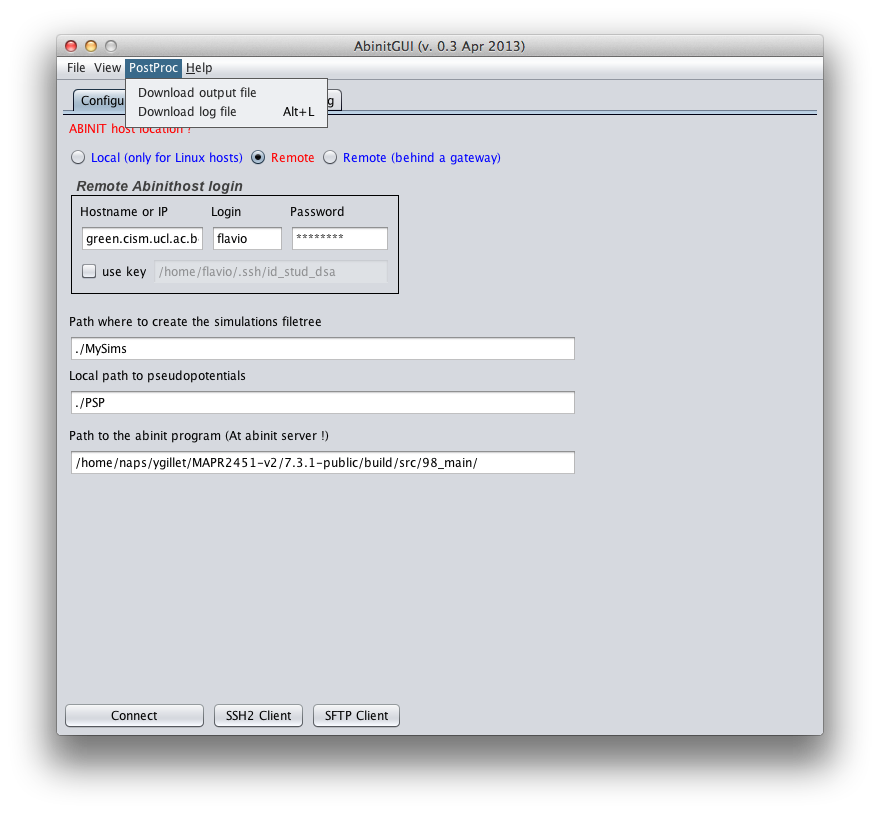 AbinitGUI (v. 0.3 Apr 2013)
File View PostProc Help
Download output file
Download log file Alt+L
ABINIT host location ?
Local (only for Linux hosts) Remote Remote (behind a gateway)
Remote Abinithost login
Hostname or IP Login Password
green.cism.ucl.ac.b flavio ********
use key /home/flavio/.ssh/id_stud_dsa
Path where to create the simulations filetree
./MySims
Local path to pseudopotentials
./PSP
Path to the abinit program (At abinit server !)
/home/naps/ygillet/MAPR2451-v2/7.3.1-public/build/src/98_main/
Connect SSH2 Client SFTP Client